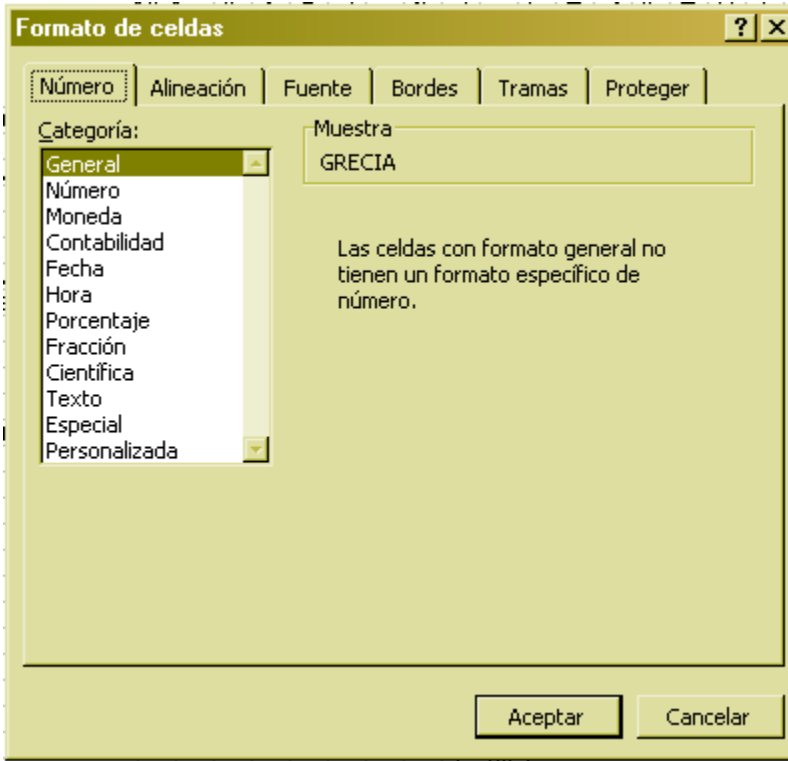 Formato de celdas
Número Alineación Fuente Bordes Tramas Proteger
Categoría:
General
Número
Moneda
Contabilidad
Fecha
Hora
Porcentaje
Fracción
Científica
Texto
Especial
Personalizada
Muestra
GRECIA
Las celdas con formato general no
tienen un formato específico de
número.
Aceptar Cancelar